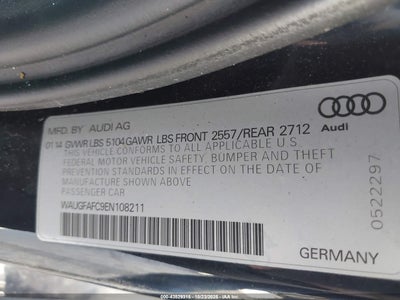 MFD BY AUDI AG
01.14 GVWR LBS 5104 GAWR LBS FRONT 2557/REAR 2712
THIS VEHICLE CONFORMS TO ALL APPLICABLE U.S.
FEDERAL MOTOR VEHICLE SAFETY, BUMPER AND THEFT
PREVENTION STANDARDS IN EFFECT ON THE DATE OF
MANUFACTURE SHOWN ABOVE
PASSENGER CAR
WAUGFAFC9EN108211
Audi
0522297
GERMANY